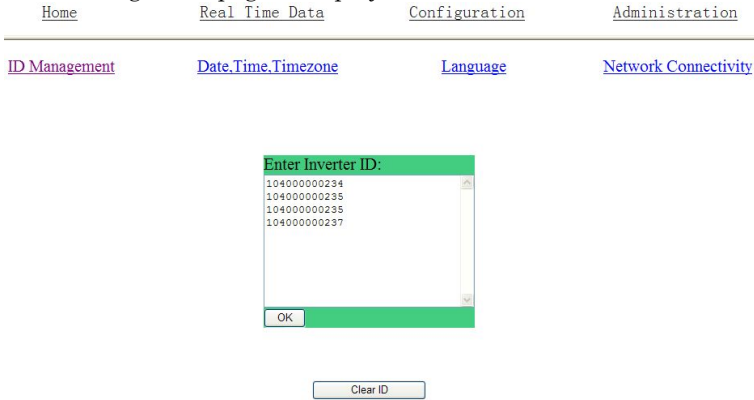 Home Real Time Data Configuration Administration
ID Management Date,Time,Timezone Language Network Connectivity
Enter Inverter ID:
104000000234
104000000235
104000000235
104000000237
OK
Clear ID